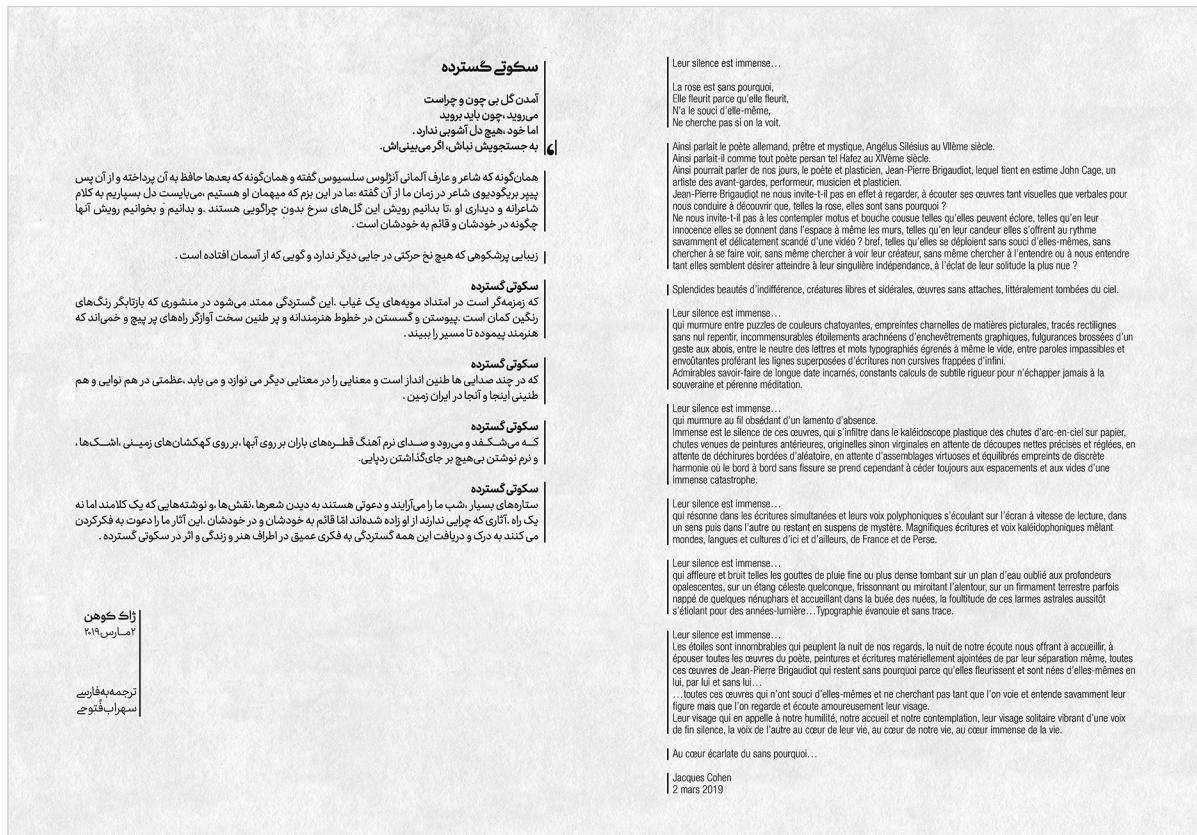 سکوتی گسترده
آمدن گل بی چون و چراست
می‌روید ،چون باید بروید
اما خود ،هیچ دل آشوبی ندارد .
به جستجویش نباش، اگر می‌بینی‌اش.
همان‌گونه که شاعر و عارف آلمانی آنژلوس سلسیوس گفته و همان‌گونه که بعدها حافظ به آن پرداخته و از آن پس
پییر بریگودیوی شاعر در زمان ما از آن گفته ؛ما در این بزم که میهمان او هستیم ،می‌بایست دل بسپاریم به کلام
شاعرانه و دیداری او ،تا بدانیم رویش این گل‌های سرخ بدون چراگویی هستند .و بدانیم و بخوانیم رویش آنها
چگونه در خودشان و قائم به خودشان است .
زیبایی پرشکوهی که هیچ نخ حرکتی در جایی دیگر ندارد و گویی که از آسمان افتاده است .
سکوتی گسترده
که زمزمه‌گر است در امتداد مویه‌های یک غیاب .این گستردگی ممتد می‌شود در منشوری که بازتابگر رنگ‌های
رنگین کمان است .پیوستن و گسستن در خطوط هنرمندانه و پر طنین سخت آوازگر راه‌های پر پیچ و خمی‌اند که
هنرمند پیموده تا مسیر را ببیند .
سکوتی گسترده
که در چند صدایی ها طنین انداز است و معنایی را در معنایی دیگر می نوازد و می یابد ،عظمتی در هم نوایی و هم
طنینی اینجا و آنجا در ایران زمین .
سکوتی گسترده
کــه می‌شـکـفد و می‌رود و صـدای نرم آهنگ قطــره‌های باران بر روی آبها ،بر روی کهکشان‌های زمیـنی ،اشـک‌ها ،
و نرم نوشتن بی‌هیچ بر جای‌گذاشتن ردپایی.
سکوتی گسترده
ستاره‌های بسیار ،شب ما را می‌آرایند و دعوتی هستند به دیدن شعرها ،نقش‌ها ،و نوشته‌هایی که یک کلامند اما نه
یک راه .آثاری که چرایی ندارند از او زاده شده‌اند امّا قائم به خودشان و در خودشان .این آثار ما را دعوت به فکرکردن
می کنند به درک و دریافت این همه گستردگی به فکری عمیق در اطراف هنر و زندگی و اثر در سکوتی گسترده .
ژاک کوهن
۲مــارس۲۰۱۹
ترجمه‌به‌فارسی
سهراب‌فتوحی
Leur silence est immense…
La rose est sans pourquoi,
Elle fleurit parce qu'elle fleurit,
N'a le souci d'elle-même,
Ne cherche pas si on la voit.
Ainsi parlait le poète allemand, prêtre et mystique, Angélus Silésius au VIIème siècle.
Ainsi parlait-il comme tout poète persan tel Hafez au XIVème siècle.
Ainsi pourrait parler de nos jours, le poète et plasticien, Jean-Pierre Brigaudiot, lequel tient en estime John Cage, un
artiste des avant-gardes, performeur, musicien et plasticien.
Jean-Pierre Brigaudiot ne nous invite-t-il pas en effet à regarder, à écouter ses œuvres tant visuelles que verbales pour
nous conduire à découvrir que, telles la rose, elles sont sans pourquoi ?
Ne nous invite-t-il pas à les contempler motus et bouche cousue telles qu'elles peuvent éclore, telles qu'en leur
innocence elles se donnent dans l'espace à même les murs, telles qu'en leur candeur elles s'offrent au rythme
savamment et délicatement scandé d'une vidéo ? bref, telles qu'elles se déploient sans souci d'elles-mêmes, sans
chercher à se faire voir, sans même chercher à voir leur créateur, sans même chercher à l'entendre ou à nous entendre
tant elles semblent désirer atteindre à leur singulière indépendance, à l'éclat de leur solitude la plus nue ?
Splendides beautés d'indifférence, créatures libres et sidérales, œuvres sans attaches, littéralement tombées du ciel.
Leur silence est immense…
qui murmure entre puzzles de couleurs chatoyantes, empreintes charnelles de matières picturales, tracés rectilignes
sans nul repentir, incommensurables étoilements arachnéens d'enchevêtrements graphiques, fulgurances brossées d'un
geste aux abois, entre le neutre des lettres et mots typographiés égrenés à même le vide, entre paroles impassibles et
envoûtantes proférant les lignes superposées d'écritures non cursives frappées d'infini.
Admirables savoir-faire de longue date incarnés, constants calculs de subtile rigueur pour n'échapper jamais à la
souveraine et pérenne méditation.
Leur silence est immense…
qui murmure au fil obsédant d'un lamento d'absence.
Immense est le silence de ces œuvres, qui s'infiltre dans le kaléidoscope plastique des chutes d'arc-en-ciel sur papier,
chutes venues de peintures antérieures, originelles sinon virginales en attente de découpes nettes précises et réglées, en
attente de déchirures bordées d'aléatoire, en attente d'assemblages virtuoses et équilibrés empreints de discrète
harmonie où le bord à bord sans fissure se prend cependant à céder toujours aux espacements et aux vides d'une
immense catastrophe.
Leur silence est immense…
qui résonne dans les écritures simultanées et leurs voix polyphoniques s'écoulant sur l'écran à vitesse de lecture, dans
un sens puis dans l'autre ou restant en suspens de mystère. Magnifiques écritures et voix kaléidophoniques mêlant
mondes, langues et cultures d'ici et d'ailleurs, de France et de Perse.
Leur silence est immense…
qui affleure et bruit telles les gouttes de pluie fine ou plus dense tombant sur un plan d'eau oublié aux profondeurs
opalescentes, sur un étang céleste quelconque, frissonnant ou miroitant l'alentour, sur un firmament terrestre parfois
nappé de quelques nénuphars et accueillant dans la buée des nuées, la foultitude de ces larmes astrales aussitôt
s'étiolant pour des années-lumière…Typographie évanouie et sans trace.
Leur silence est immense…
Les étoiles sont innombrables qui peuplent la nuit de nos regards, la nuit de notre écoute nous offrant à accueillir, à
épouser toutes les œuvres du poète, peintures et écritures matériellement ajointées de par leur séparation même, toutes
ces œuvres de Jean-Pierre Brigaudiot qui restent sans pourquoi parce qu'elles fleurissent et sont nées d'elles-mêmes en
lui, par lui et sans lui…
…toutes ces œuvres qui n'ont souci d'elles-mêmes et ne cherchant pas tant que l'on voie et entende savamment leur
figure mais que l'on regarde et écoute amoureusement leur visage.
Leur visage qui en appelle à notre humilité, notre accueil et notre contemplation, leur visage solitaire vibrant d'une voix
de fin silence, la voix de l'autre au cœur de leur vie, au cœur de notre vie, au cœur immense de la vie.
Au cœur écarlate du sans pourquoi…
Jacques Cohen
2 mars 2019